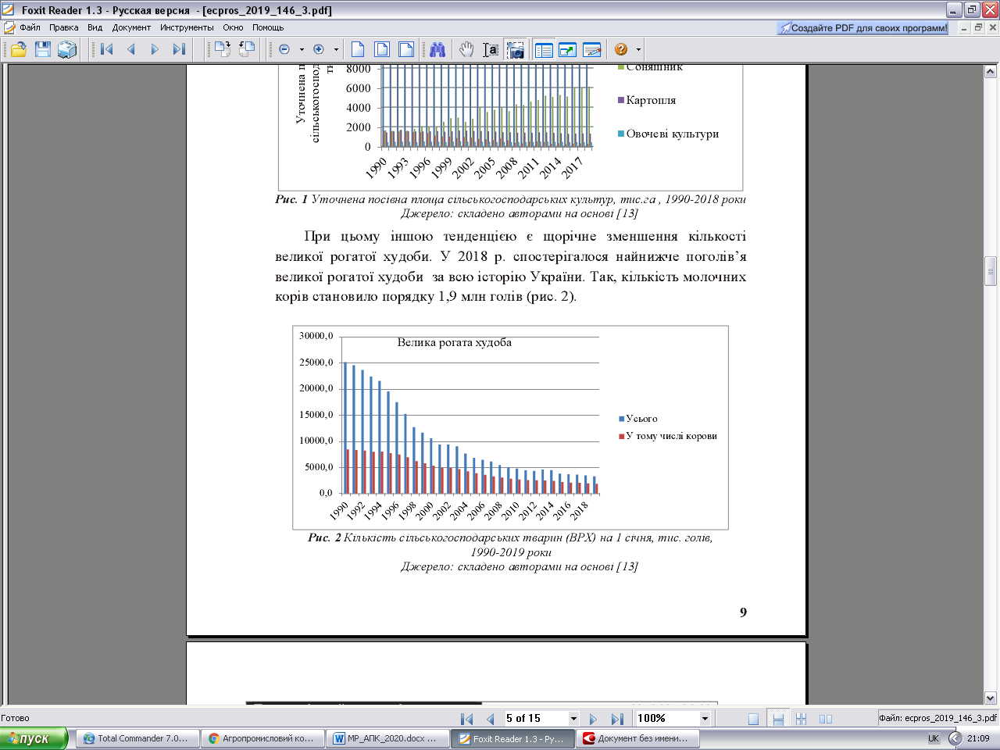 Foxit Reader 1.3 - Русская версия - [ecpros_2019_146_3.pdf]
Файл Правка Вид Документ Инструменты Окно Помощь
Создайте PDF для своих программ!
8000
6000
4000
2000
0
1990 1993 1996 1999 2002 2005 2008 2011 2014 2017
Уточнена
сільськогоспод
Соняшник
Картопля
Овочеві культури
Рис. 1 Уточнена посівна площа сільськогосподарських культур, тис.га , 1990-2018 роки
Джерело: складено авторами на основі [13]
При цьому іншою тенденцією є щорічне зменшення кількості
великої рогатої худоби. У 2018 р. спостерігалося найнижче поголів’я
великої рогатої худоби за всю історію України. Так, кількість молочних
корів становило порядку 1,9 млн голів (рис. 2).
Велика рогата худоба
30000,0
25000,0
20000,0
15000,0
10000,0
5000,0
0,0
1990 1992 1994 1996 1998 2000 2002 2004 2006 2008 2010 2012 2014 2016 2018
Усього
У тому числі корови
Рис. 2 Кількість сільськогосподарських тварин (ВРХ) на 1 січня, тис. голів,
1990-2019 роки
Джерело: складено авторами на основі [13]
9
Готово
5 of 15
100%
Файл: ecpros_2019_146_3.pdf
пуск
Total Commander 7.0...
Агропромисловий ко...
МР_АПК_2020.docx ...
Foxit Reader 1.3 - Ру...
Документ без имени...
UK
21:09